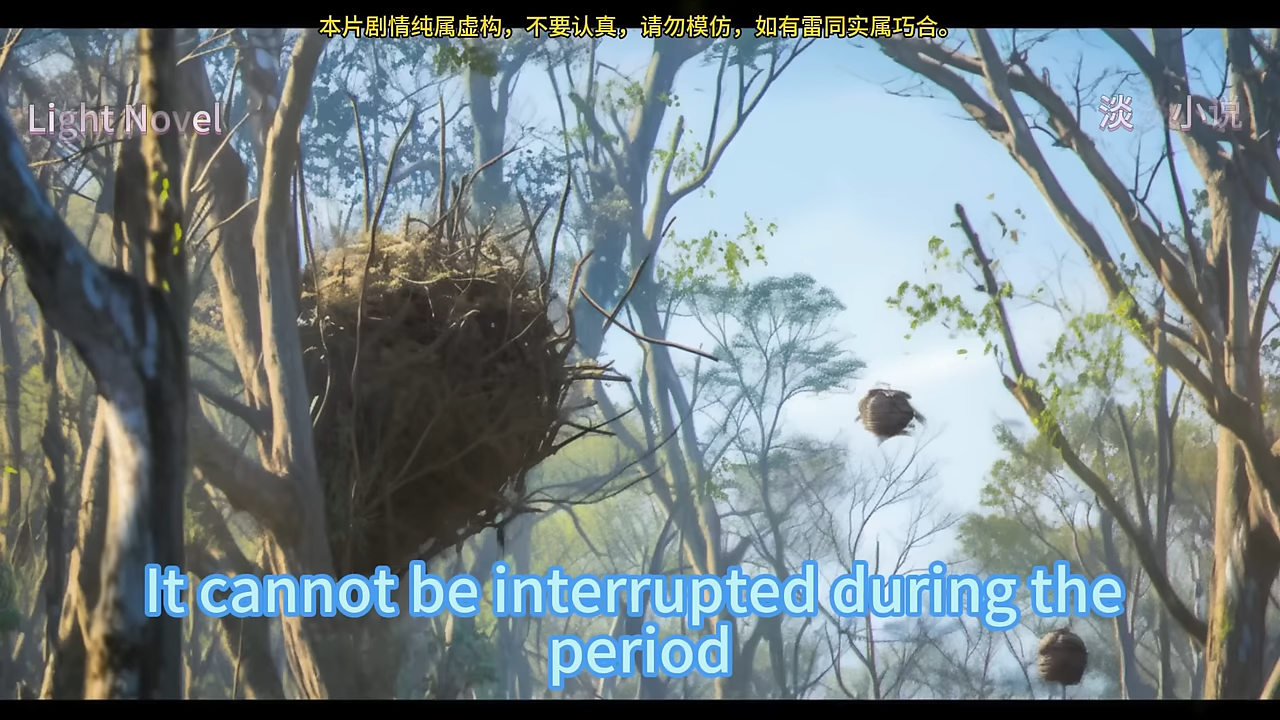 本片剧情纯属虚构，不要认真，请勿模仿，如有雷同实属巧合。
Light Novel
淡 小说
It cannot be interrupted during the
period